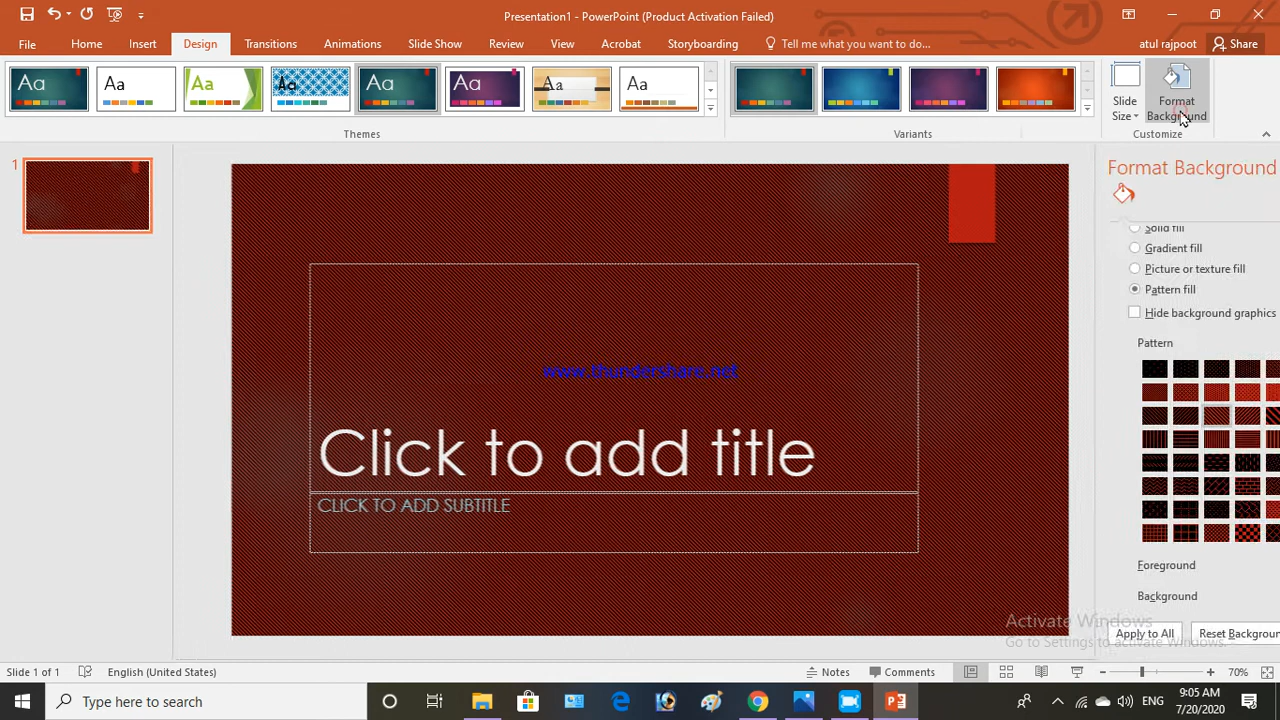 Presentation1 - PowerPoint (Product Activation Failed)
File Home Insert Design Transitions Animations Slide Show Review View Acrobat Storyboarding Tell me what you want to do... atul rajpoot Share
Aa Aa Aa Aa Aa Aa Aa Aa
Slide Size
Format Background
Themes Variants Customize
1
Format Background
Solid fill
Gradient fill
Picture or texture fill
Pattern fill
Hide background graphics
Pattern
www.thundershare.net
Click to add title
CLICK TO ADD SUBTITLE
Foreground
Background
Activate Windows
Go to Settings to activate Windows.
Apply to All Reset Backgroun
Slide 1 of 1 English (United States) Notes Comments 70%
Type here to search
ENG
9:05 AM
7/20/2020